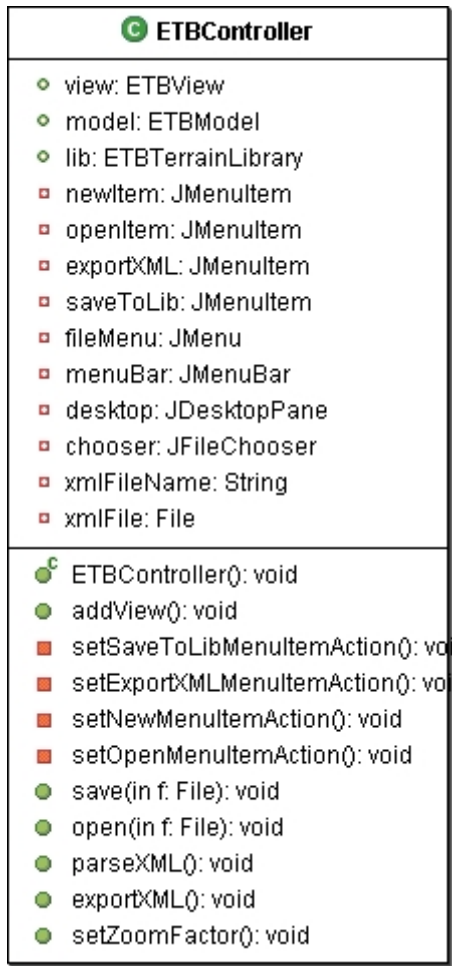 C ETBController
view: ETBView
model: ETBModel
lib: ETBTerrainLibrary
newItem: JMenuItem
openItem: JMenuItem
exportXML: JMenuItem
saveToLib: JMenuItem
fileMenu: JMenu
menuBar: JMenuBar
desktop: JDesktopPane
chooser: JFileChooser
xmlFileName: String
xmlFile: File
C ETBController(): void
addView(): void
setSaveToLibMenuItemAction(): voi
setExportXMLMenuItemAction(): voi
setNewMenuItemAction(): void
setOpenMenuItemAction(): void
save(in f: File): void
open(in f: File): void
parseXML(): void
exportXML(): void
setZoomFactor(): void